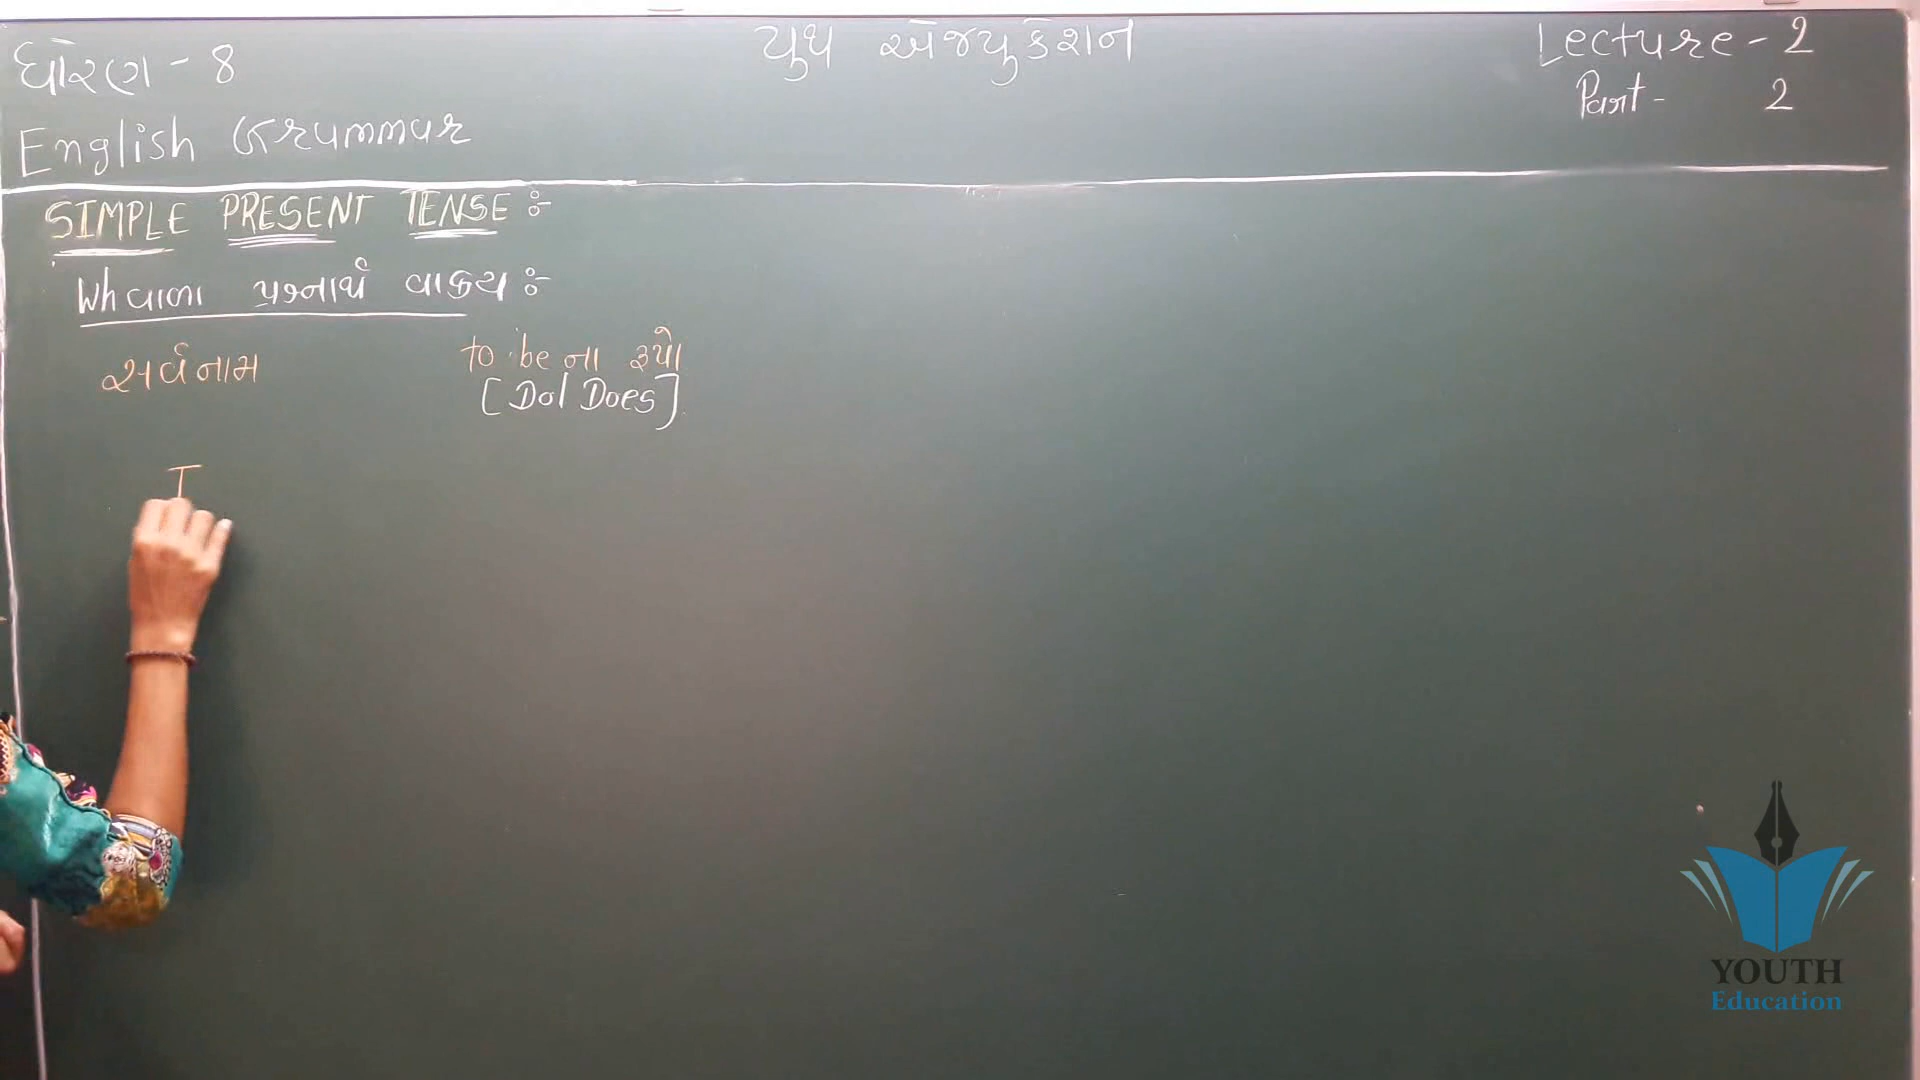 ધોરણ - 8
યુથ એજ્યુકેશન
Lecture - 2
Part - 2
English Grammar
SIMPLE PRESENT TENSE :-
Wh વાળા પ્રશ્નાર્થ વાક્ય :-
સર્વનામ
to be ના રૂપો
[Do/ Does]
I
YOUTH
Education